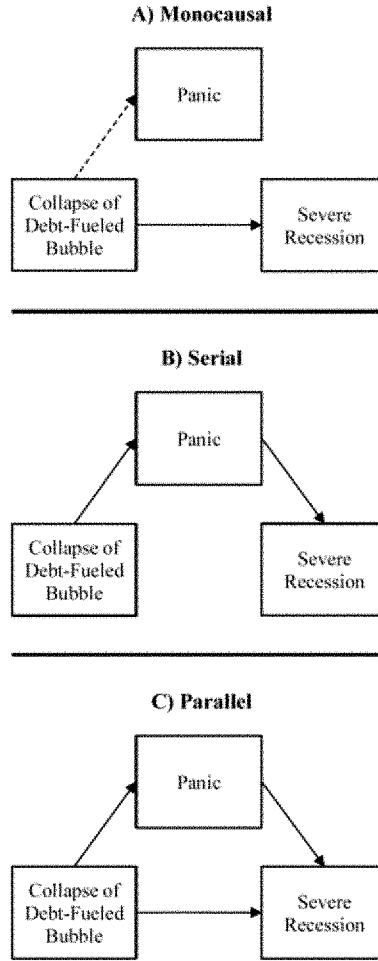 A) Monocausal
Panic
Collapse of
Debt-Fueled
Bubble
Severe
Recession
B) Serial
Panic
Collapse of
Debt-Fueled
Bubble
Severe
Recession
C) Parallel
Panic
Collapse of
Debt-Fueled
Bubble
Severe
Recession